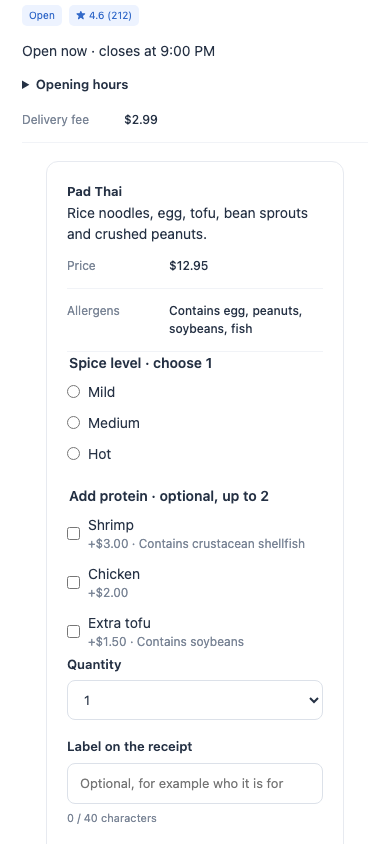 Open ★ 4.6 (212)
Open now · closes at 9:00 PM
Opening hours
Delivery fee $2.99
Pad Thai
Rice noodles, egg, tofu, bean sprouts
and crushed peanuts.
Price $12.95
Allergens Contains egg, peanuts,
soybeans, fish
Spice level · choose 1
Mild
Medium
Hot
Add protein · optional, up to 2
Shrimp
+$3.00 · Contains crustacean shellfish
Chicken
+$2.00
Extra tofu
+$1.50 · Contains soybeans
Quantity
1
Label on the receipt
Optional, for example who it is for
0 / 40 characters